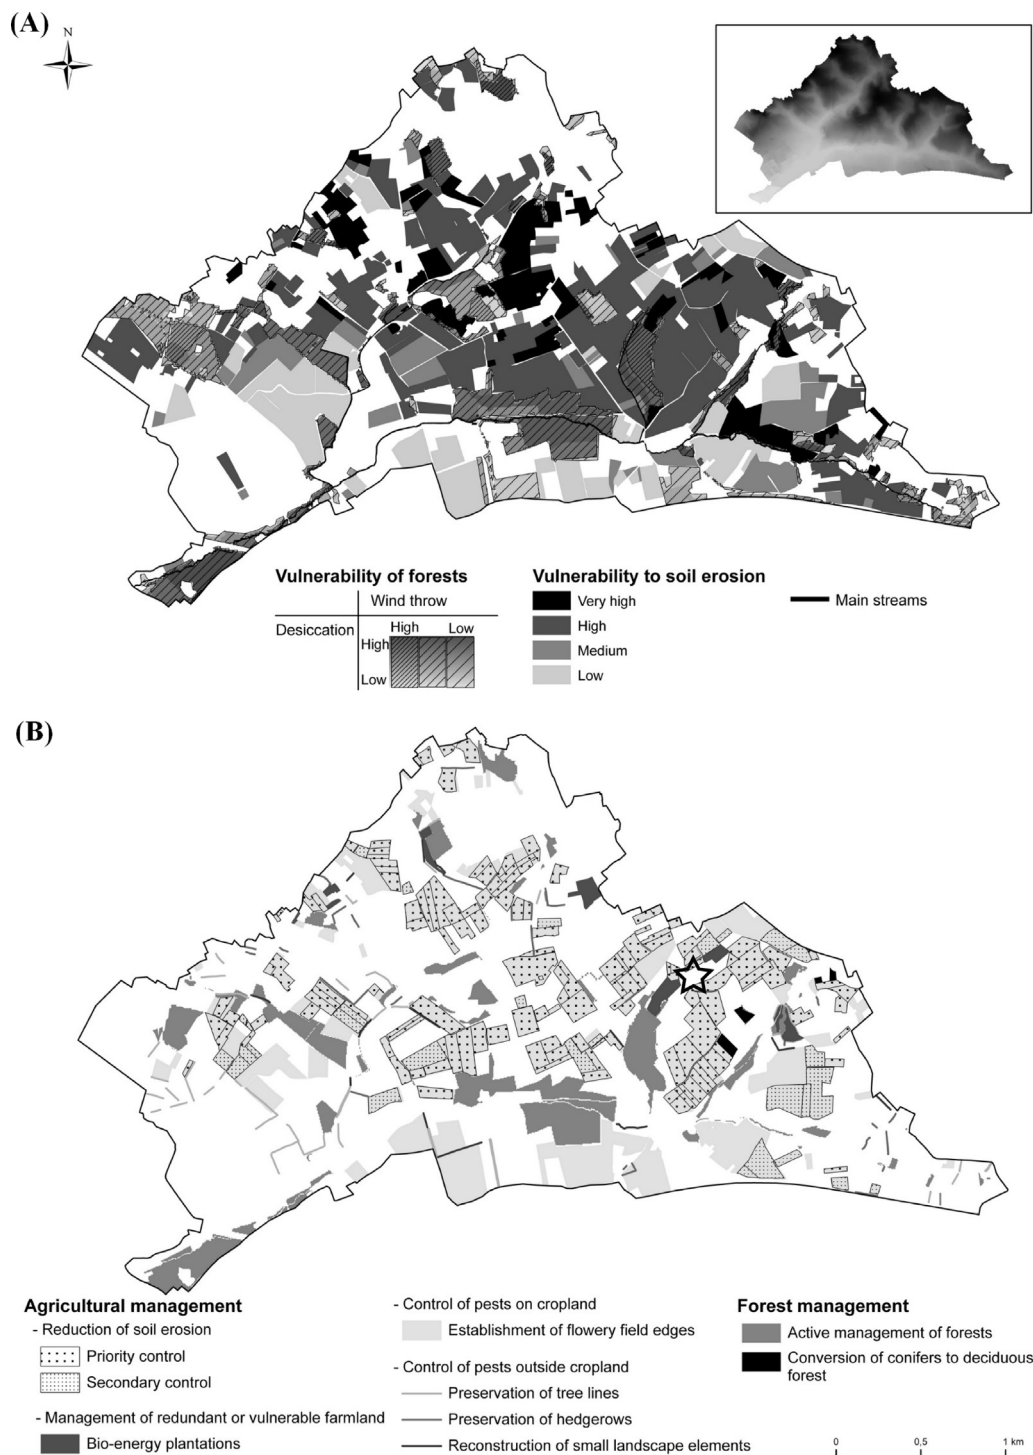 (A)
N
Vulnerability of forests
Wind throw
Desiccation
High Low
High
Low
Vulnerability to soil erosion
Very high
High
Medium
Low
Main streams
(B)
Agricultural management
- Reduction of soil erosion
Priority control
Secondary control
- Management of redundant or vulnerable farmland
Bio-energy plantations
- Control of pests on cropland
Establishment of flowery field edges
- Control of pests outside cropland
Preservation of tree lines
Preservation of hedgerows
Reconstruction of small landscape elements
Forest management
Active management of forests
Conversion of conifers to deciduous
forest
0 0,5 1 km